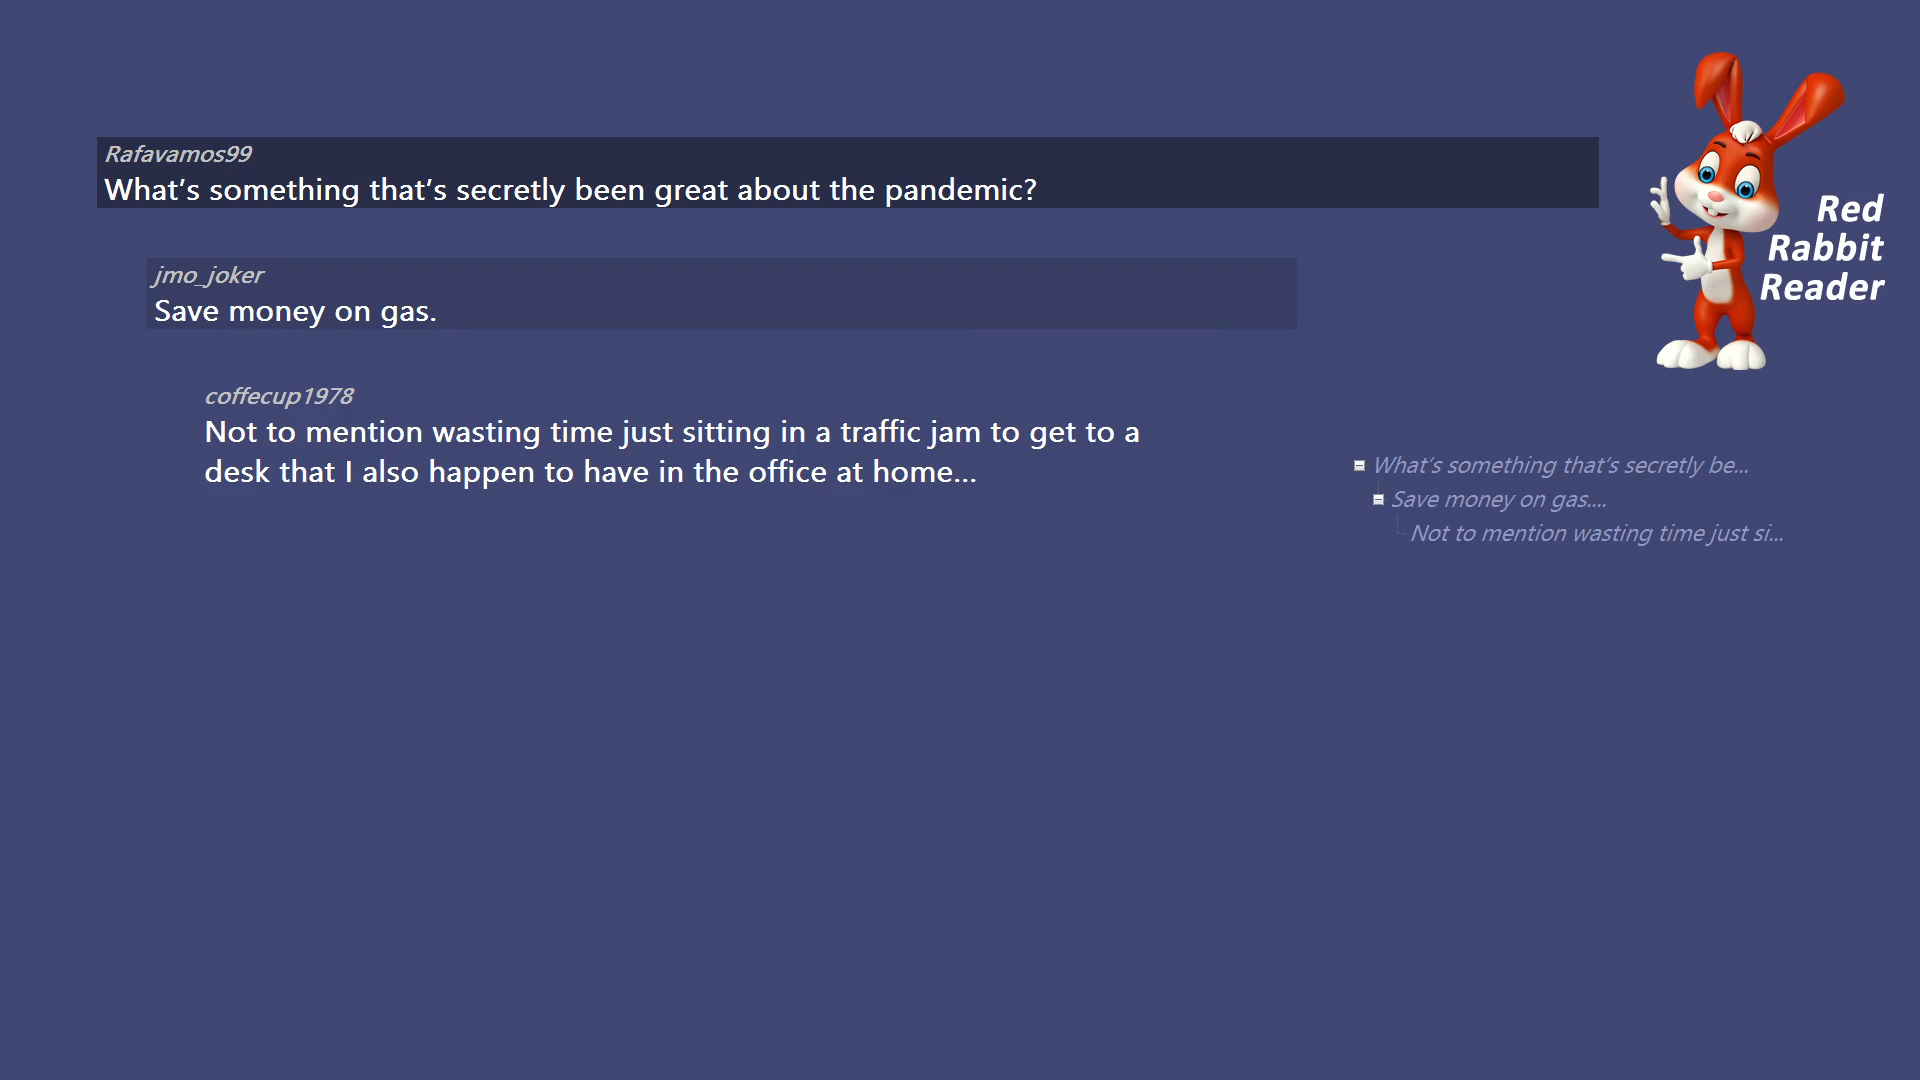 Rafavamos99
What's something that's secretly been great about the pandemic?
jmo_joker
Save money on gas.
coffecup1978
Not to mention wasting time just sitting in a traffic jam to get to a
desk that I also happen to have in the office at home...
Red
Rabbit
Reader
What's something that's secretly be...
Save money on gas....
Not to mention wasting time just si...